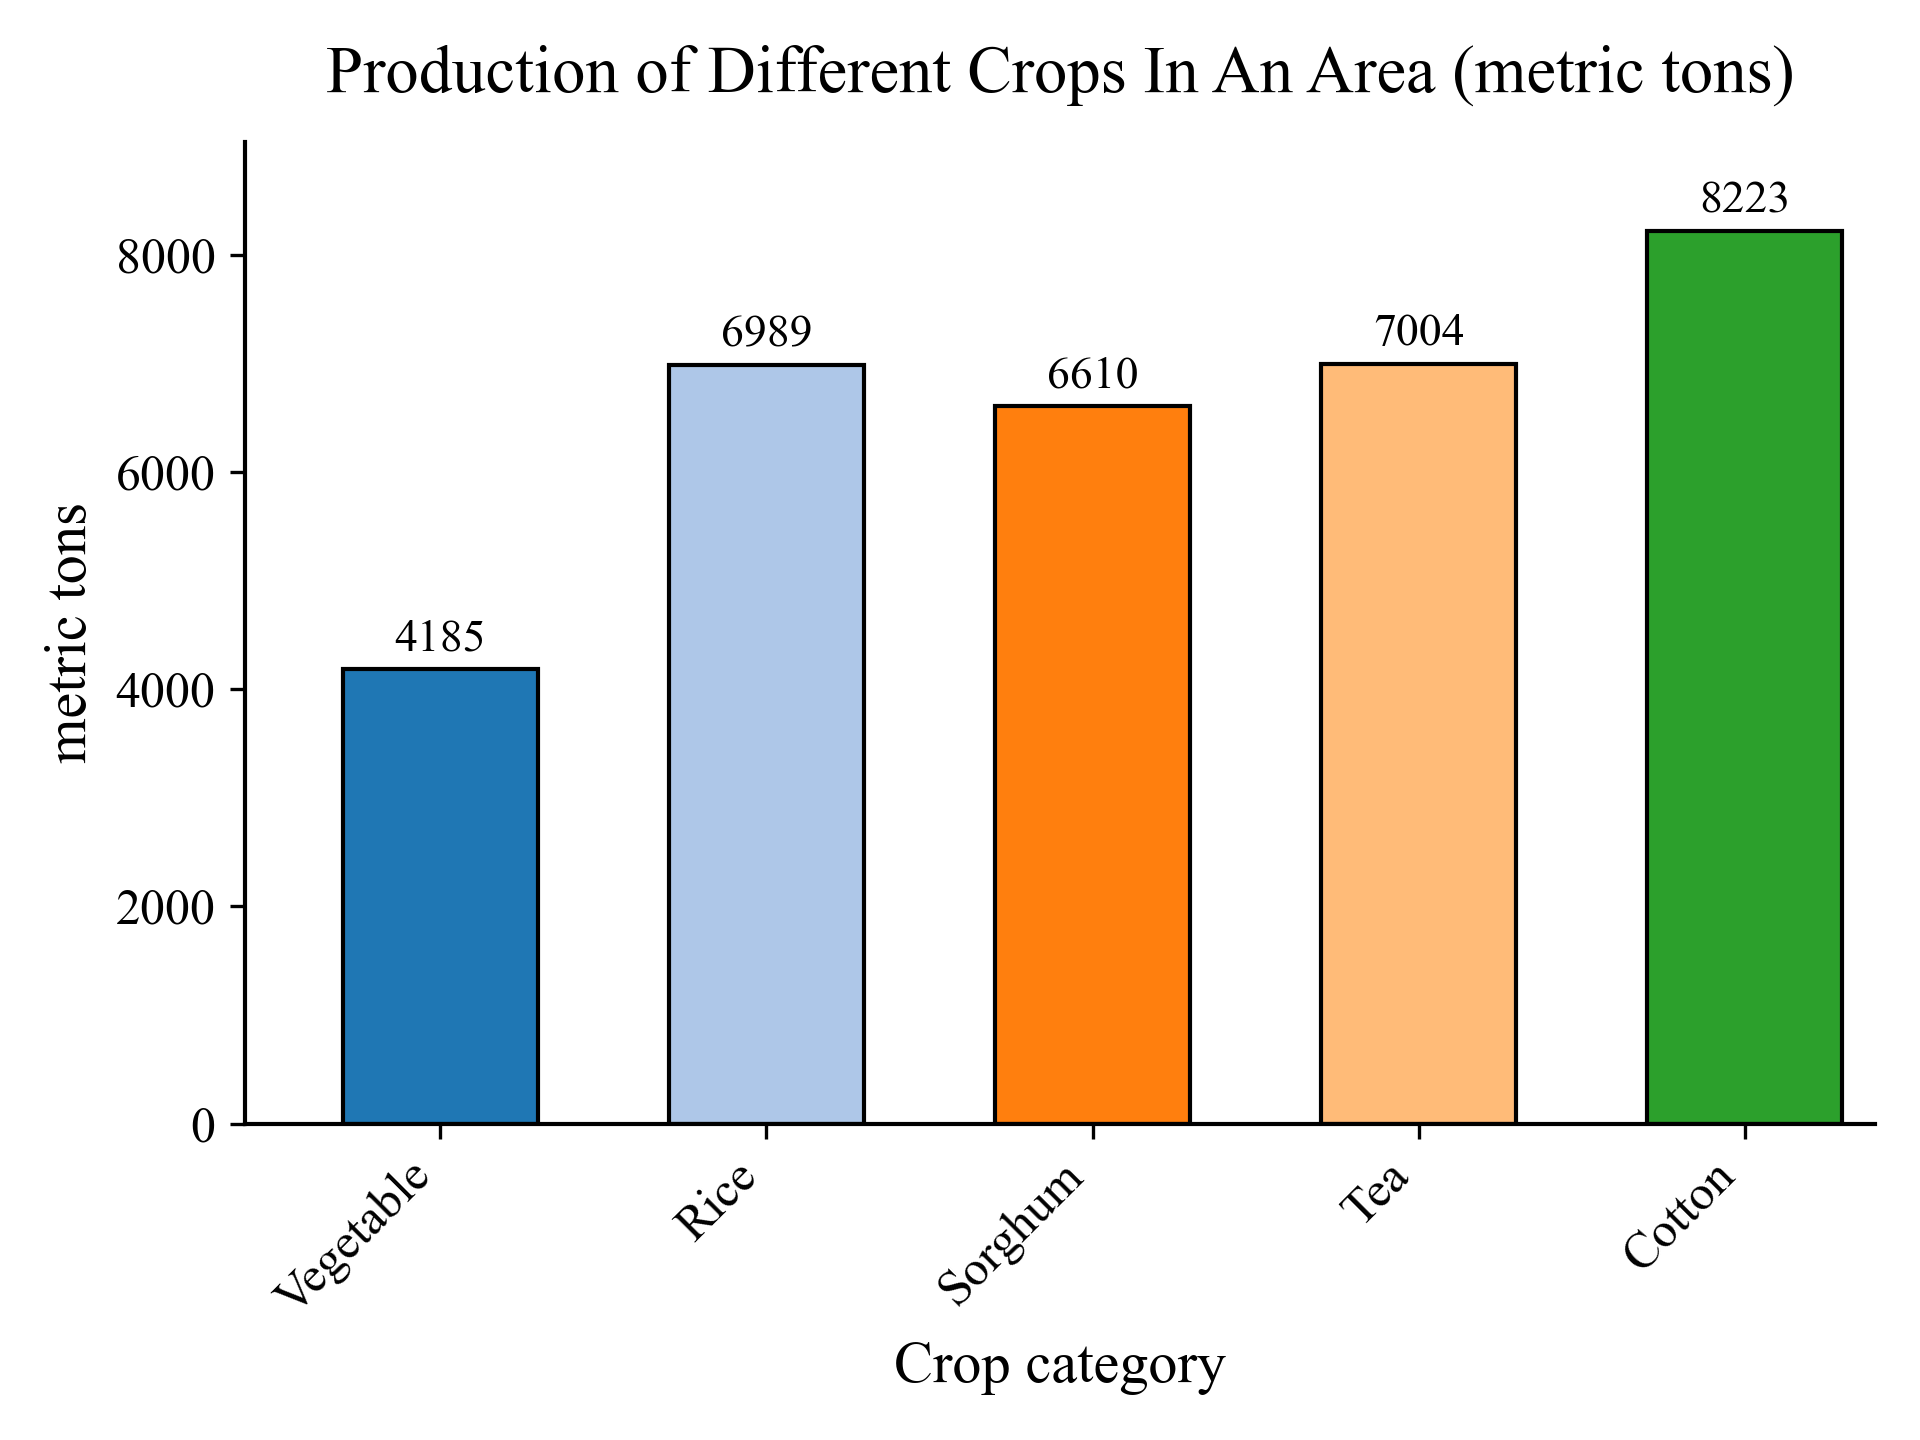 Production of Different Crops In An Area (metric tons)
metric tons
8000
6000
4000
2000
0
4185
6989
6610
7004
8223
Vegetable
Rice
Sorghum
Tea
Cotton
Crop category